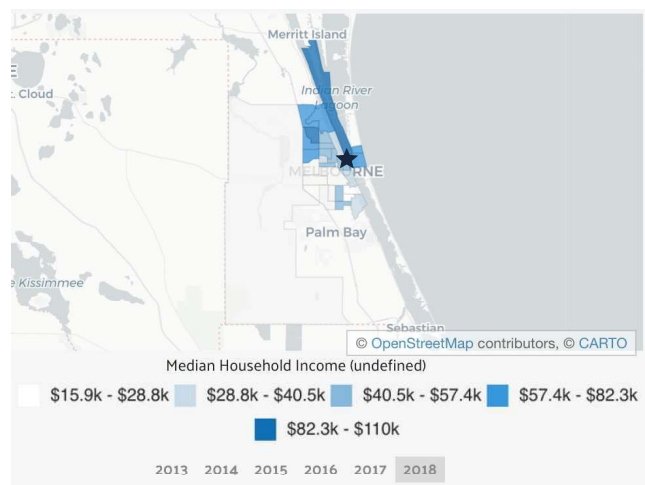 Merritt Island
E
. Cloud
Indian River
Lagoon
MELBOURNE
Palm Bay
e Kissimmee
Sebastian
© OpenStreetMap contributors, © CARTO
Median Household Income (undefined)
$15.9k - $28.8k $28.8k - $40.5k $40.5k - $57.4k $57.4k - $82.3k
$82.3k - $110k
2013 2014 2015 2016 2017 2018